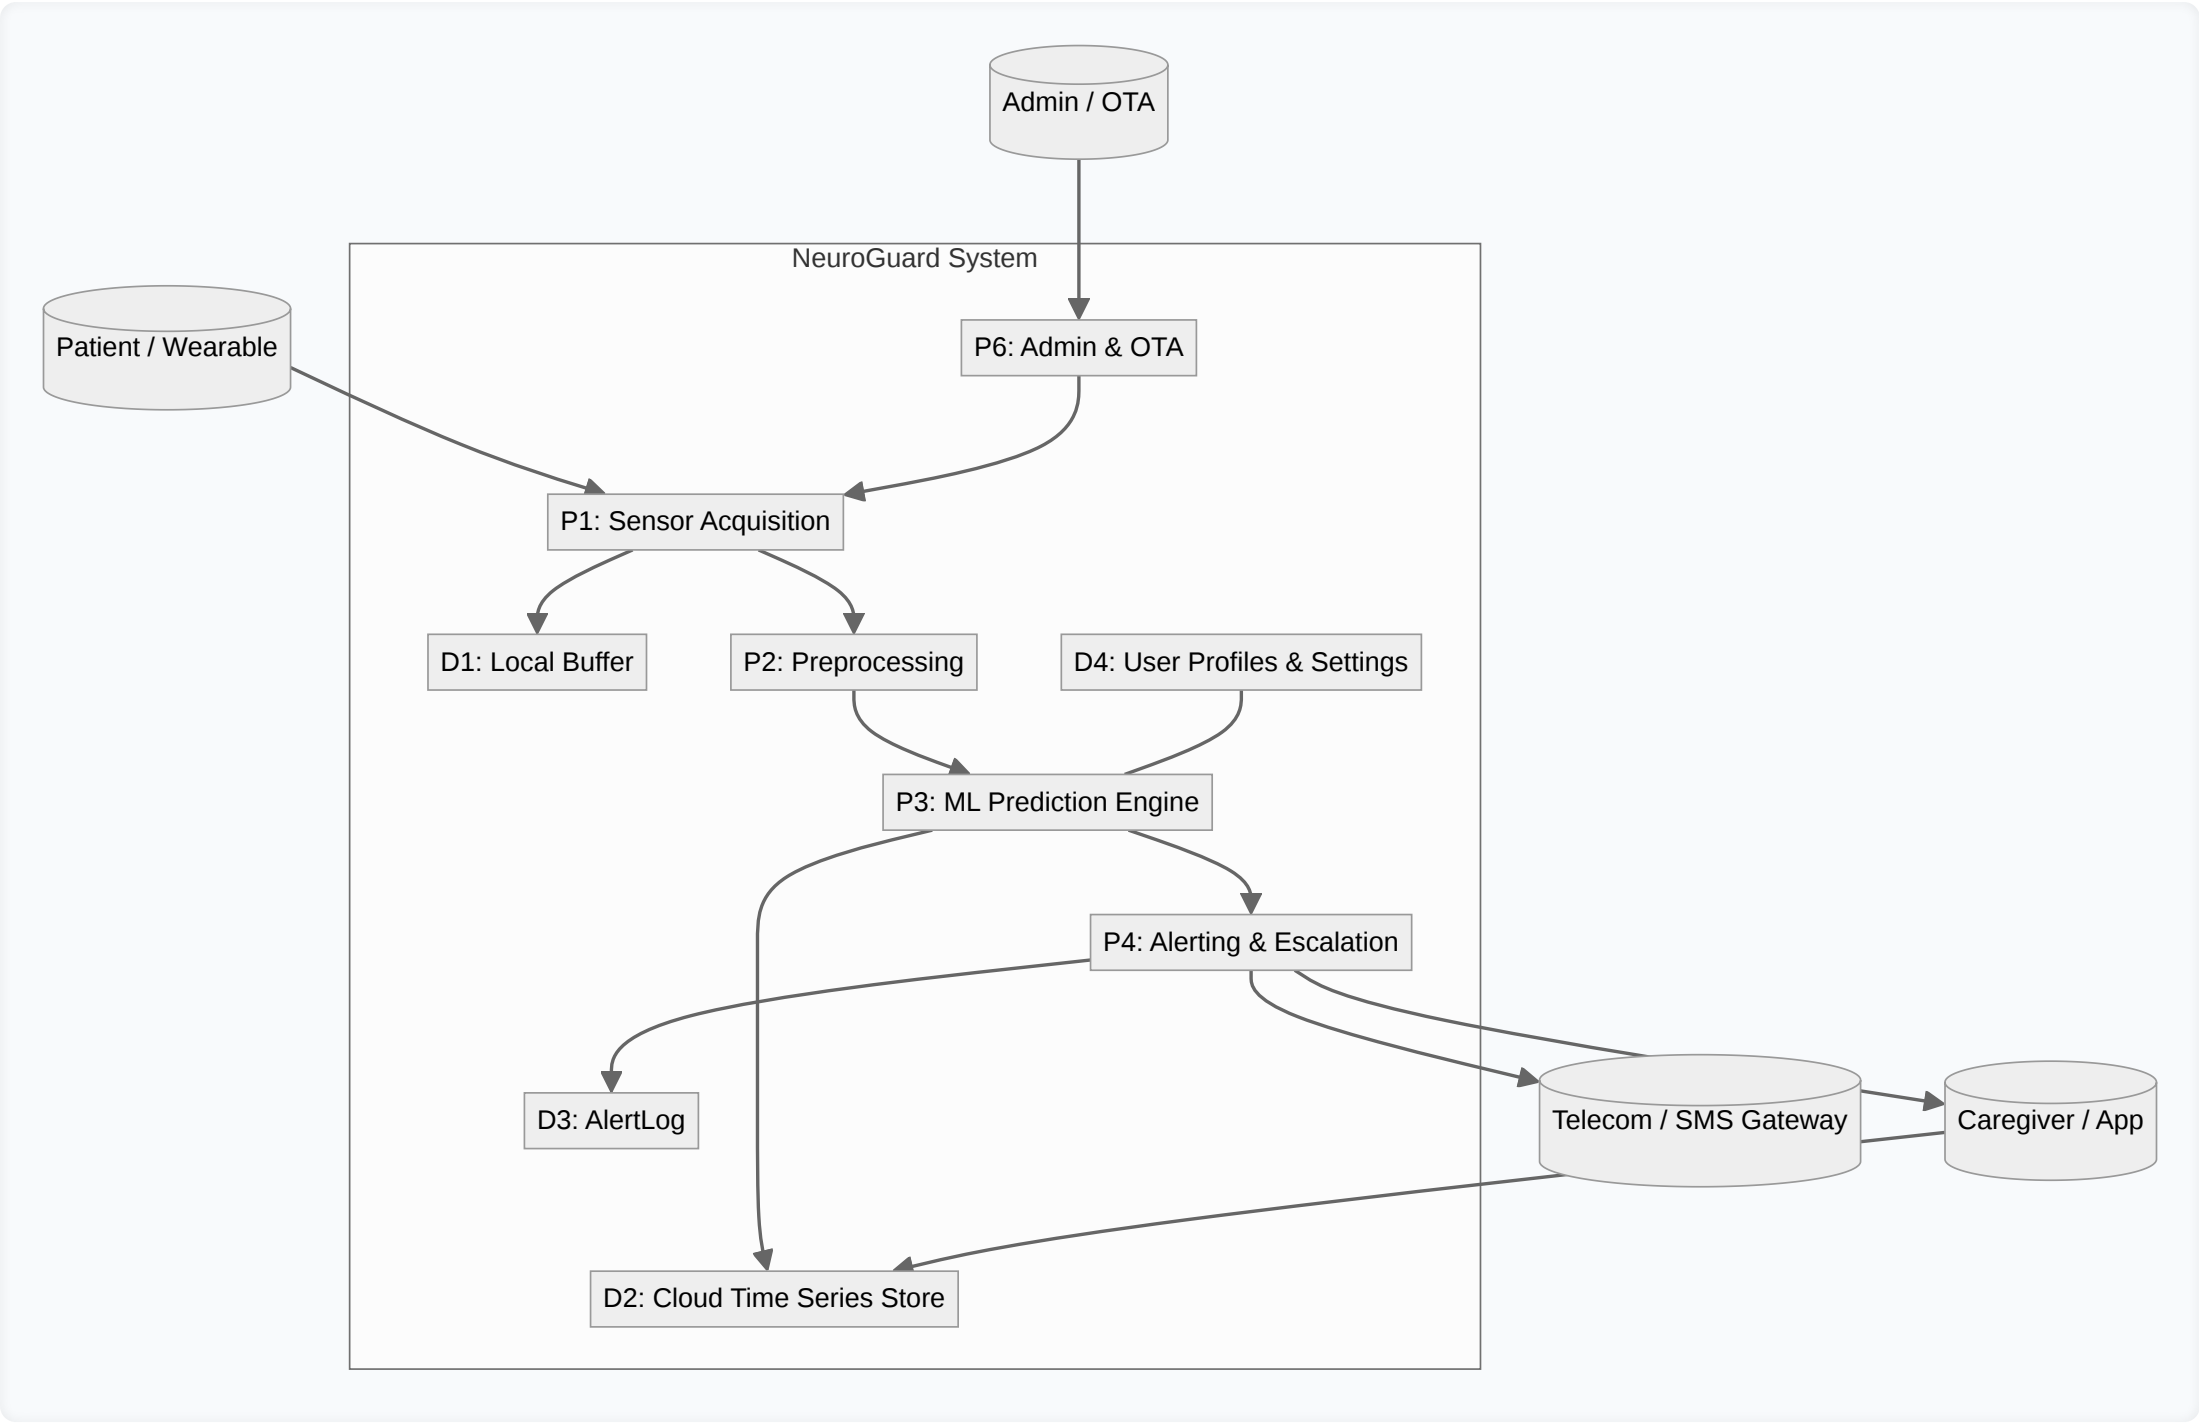 Admin / OTA
NeuroGuard System
Patient / Wearable
P6: Admin & OTA
P1: Sensor Acquisition
D1: Local Buffer
P2: Preprocessing
D4: User Profiles & Settings
P3: ML Prediction Engine
P4: Alerting & Escalation
D3: AlertLog
Telecom / SMS Gateway
Caregiver / App
D2: Cloud Time Series Store